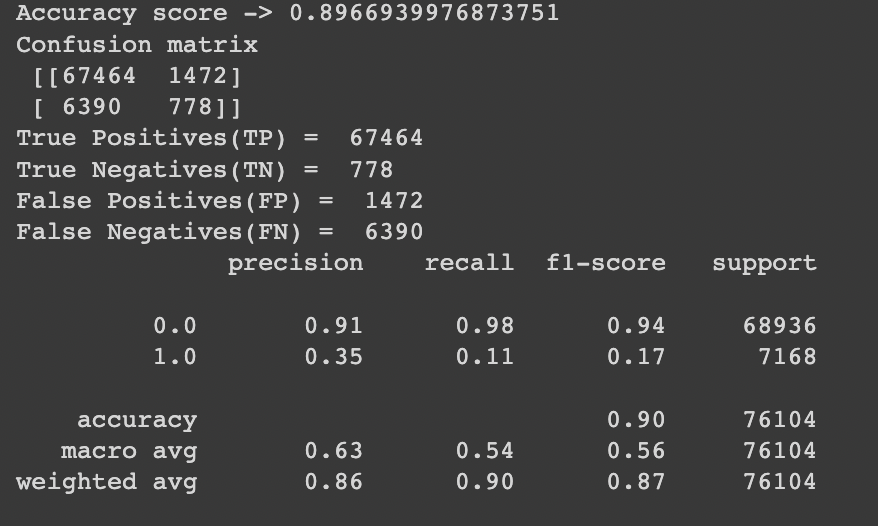 Accuracy score -> 0.8966939976873751
Confusion matrix
[[67464 1472]
[ 6390 778]]
True Positives(TP) = 67464
True Negatives(TN) = 778
False Positives(FP) = 1472
False Negatives(FN) = 6390
precision recall f1-score support
0.0 0.91 0.98 0.94 68936
1.0 0.35 0.11 0.17 7168
accuracy 0.90 76104
macro avg 0.63 0.54 0.56 76104
weighted avg 0.86 0.90 0.87 76104